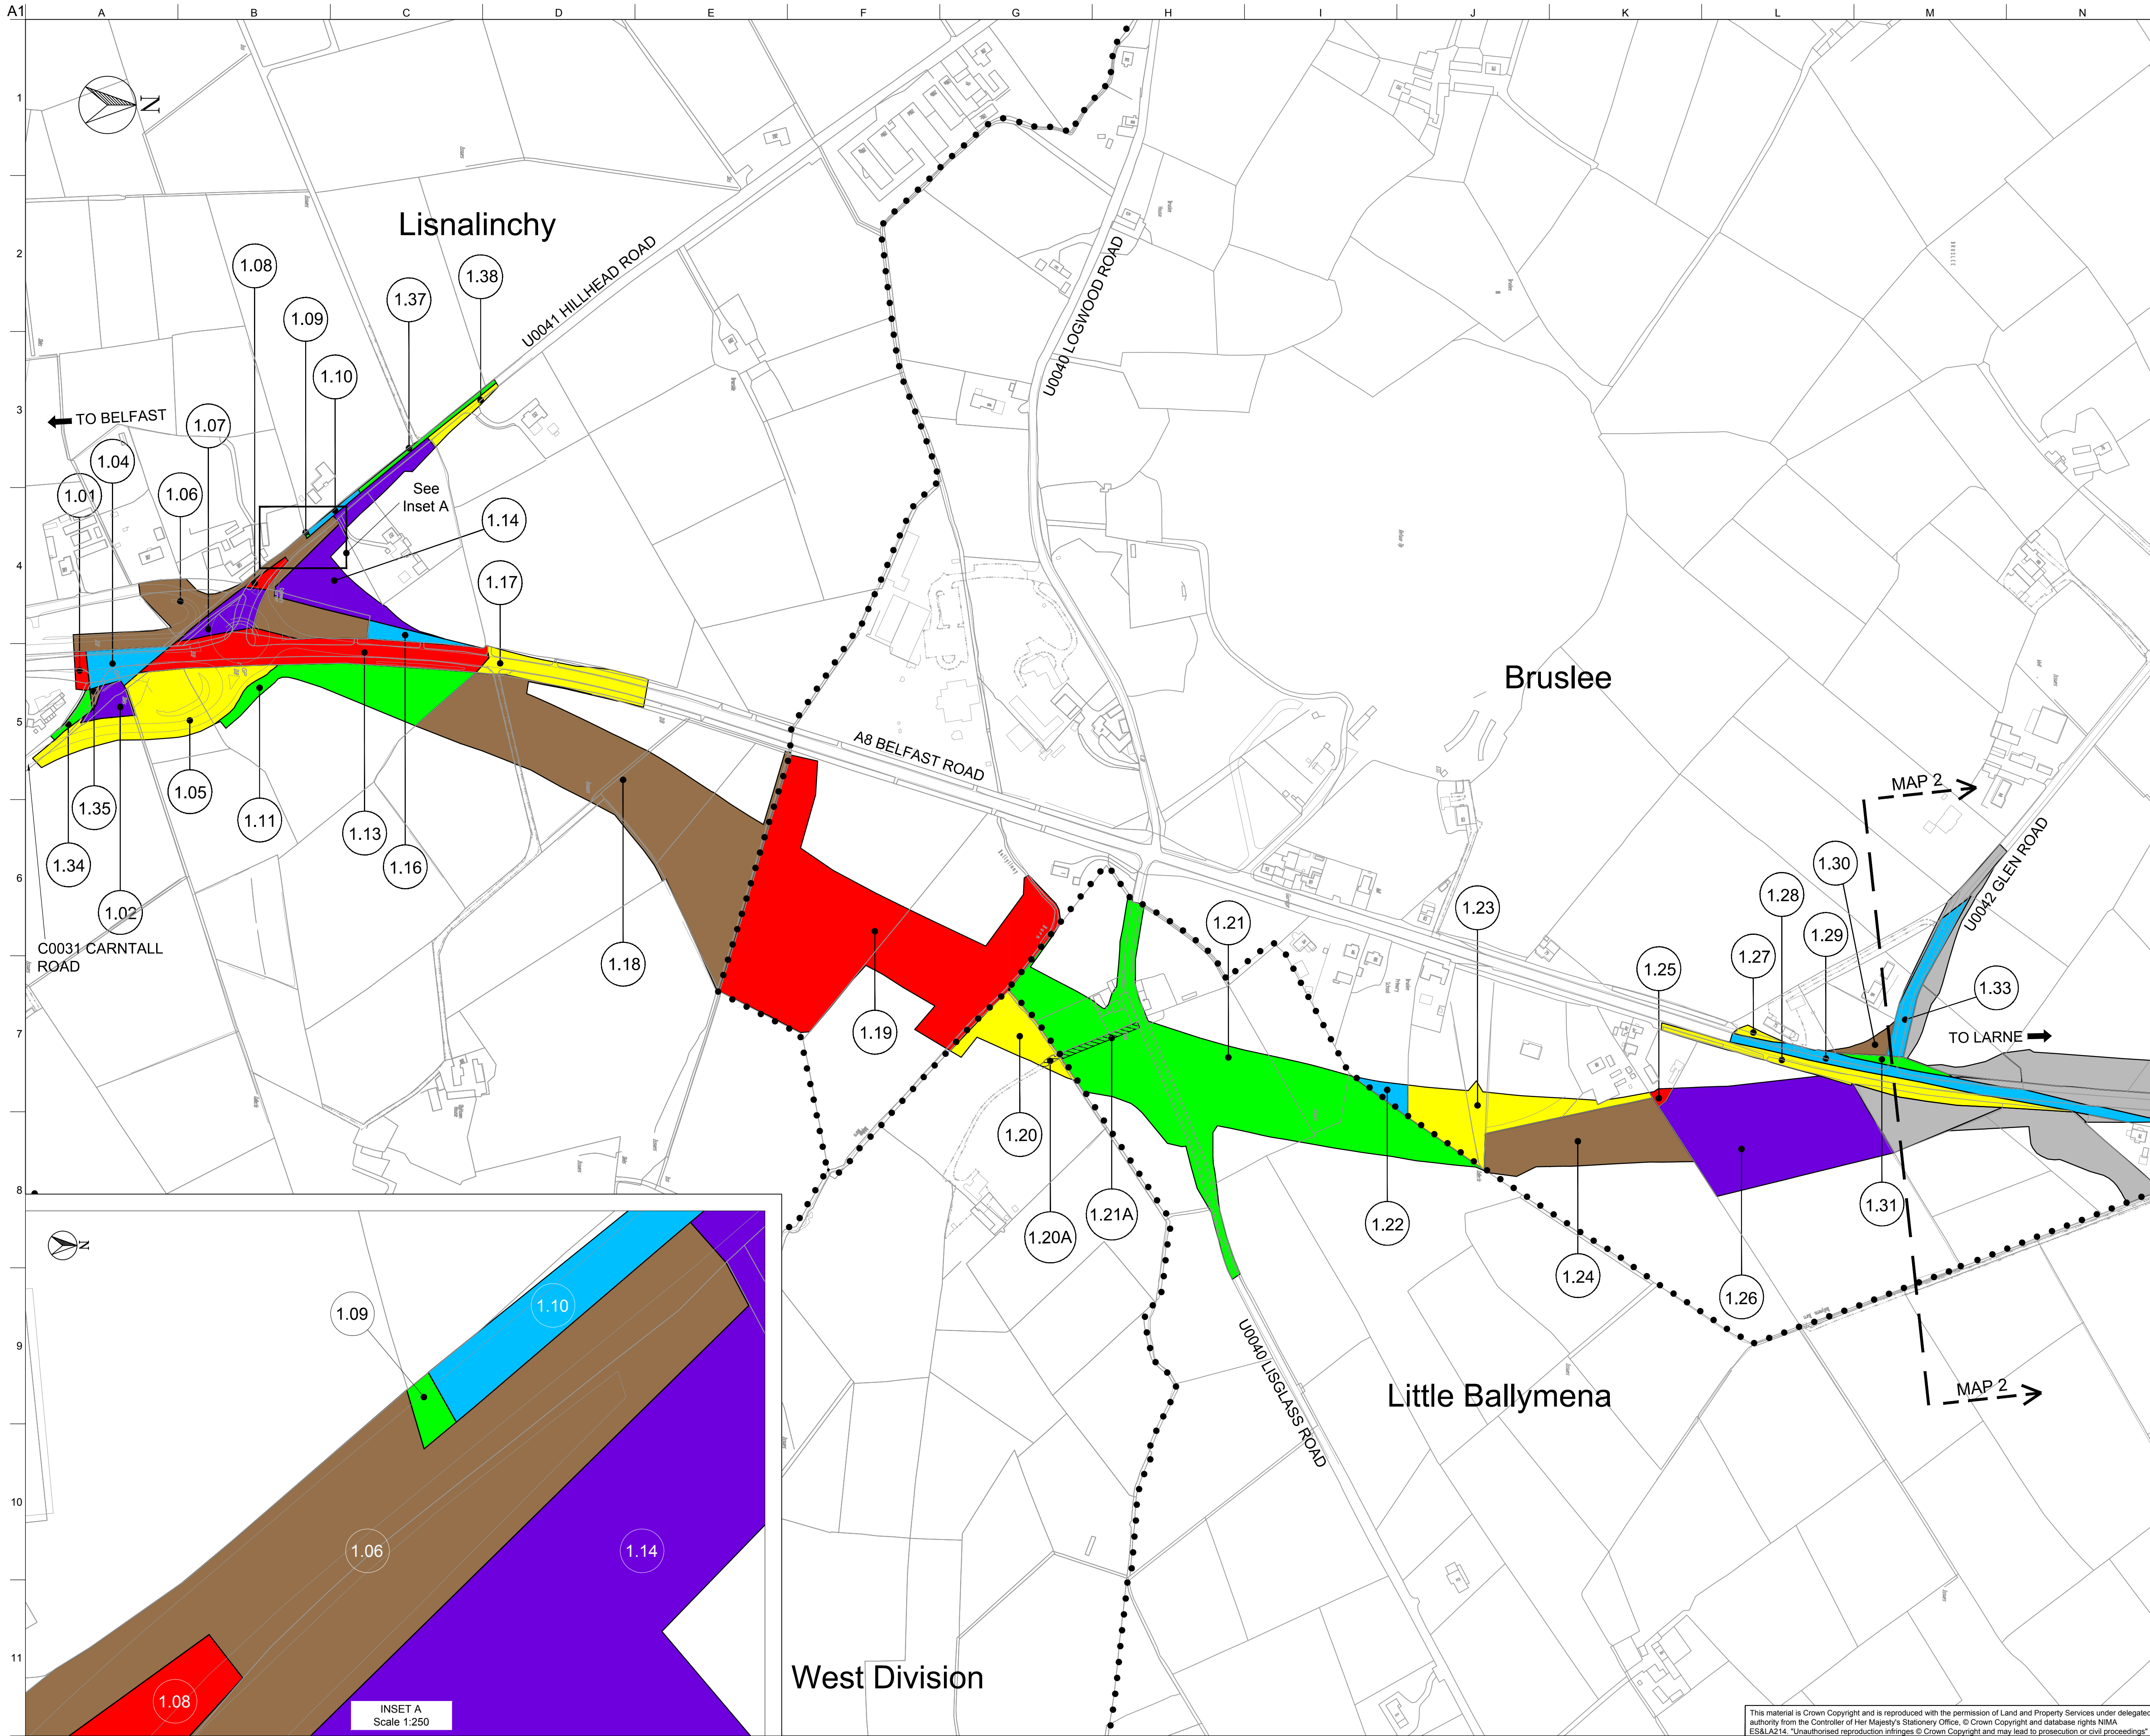 A1
A B C D E F G H I J K L M N
1
2
3
4
5
6
7
8
9
10
11
N
Lisnalinchy
U0041 HILLHEAD ROAD
U0040 LOGWOOD ROAD
1.08
1.38
1.37
1.09
1.10
TO BELFAST
1.07
1.04
1.01
1.06
See
Inset A
1.14
1.17
Bruslee
A8 BELFAST ROAD
MAP 2
U0042 GLEN ROAD
1.35
1.05
1.11
1.13
1.16
1.34
1.02
C0031 CARNTALL
ROAD
1.18
1.19
1.20
1.20A
1.21A
1.21
1.22
1.23
1.24
1.25
1.26
1.27
1.28
1.29
1.30
1.31
1.33
TO LARNE
Bruslee
Primary
School
U0040 LISGLASS ROAD
Little Ballymena
MAP 2
West Division
N
1.09
1.10
1.06
1.14
1.08
INSET A
Scale 1:250
This material is Crown Copyright and is reproduced with the permission of Land and Property Services under delegated
authority from the Controller of Her Majesty's Stationery Office, © Crown Copyright and database rights NIMA
ES&LA214. "Unauthorised reproduction infringes © Crown Copyright and may lead to prosecution or civil proceedings"